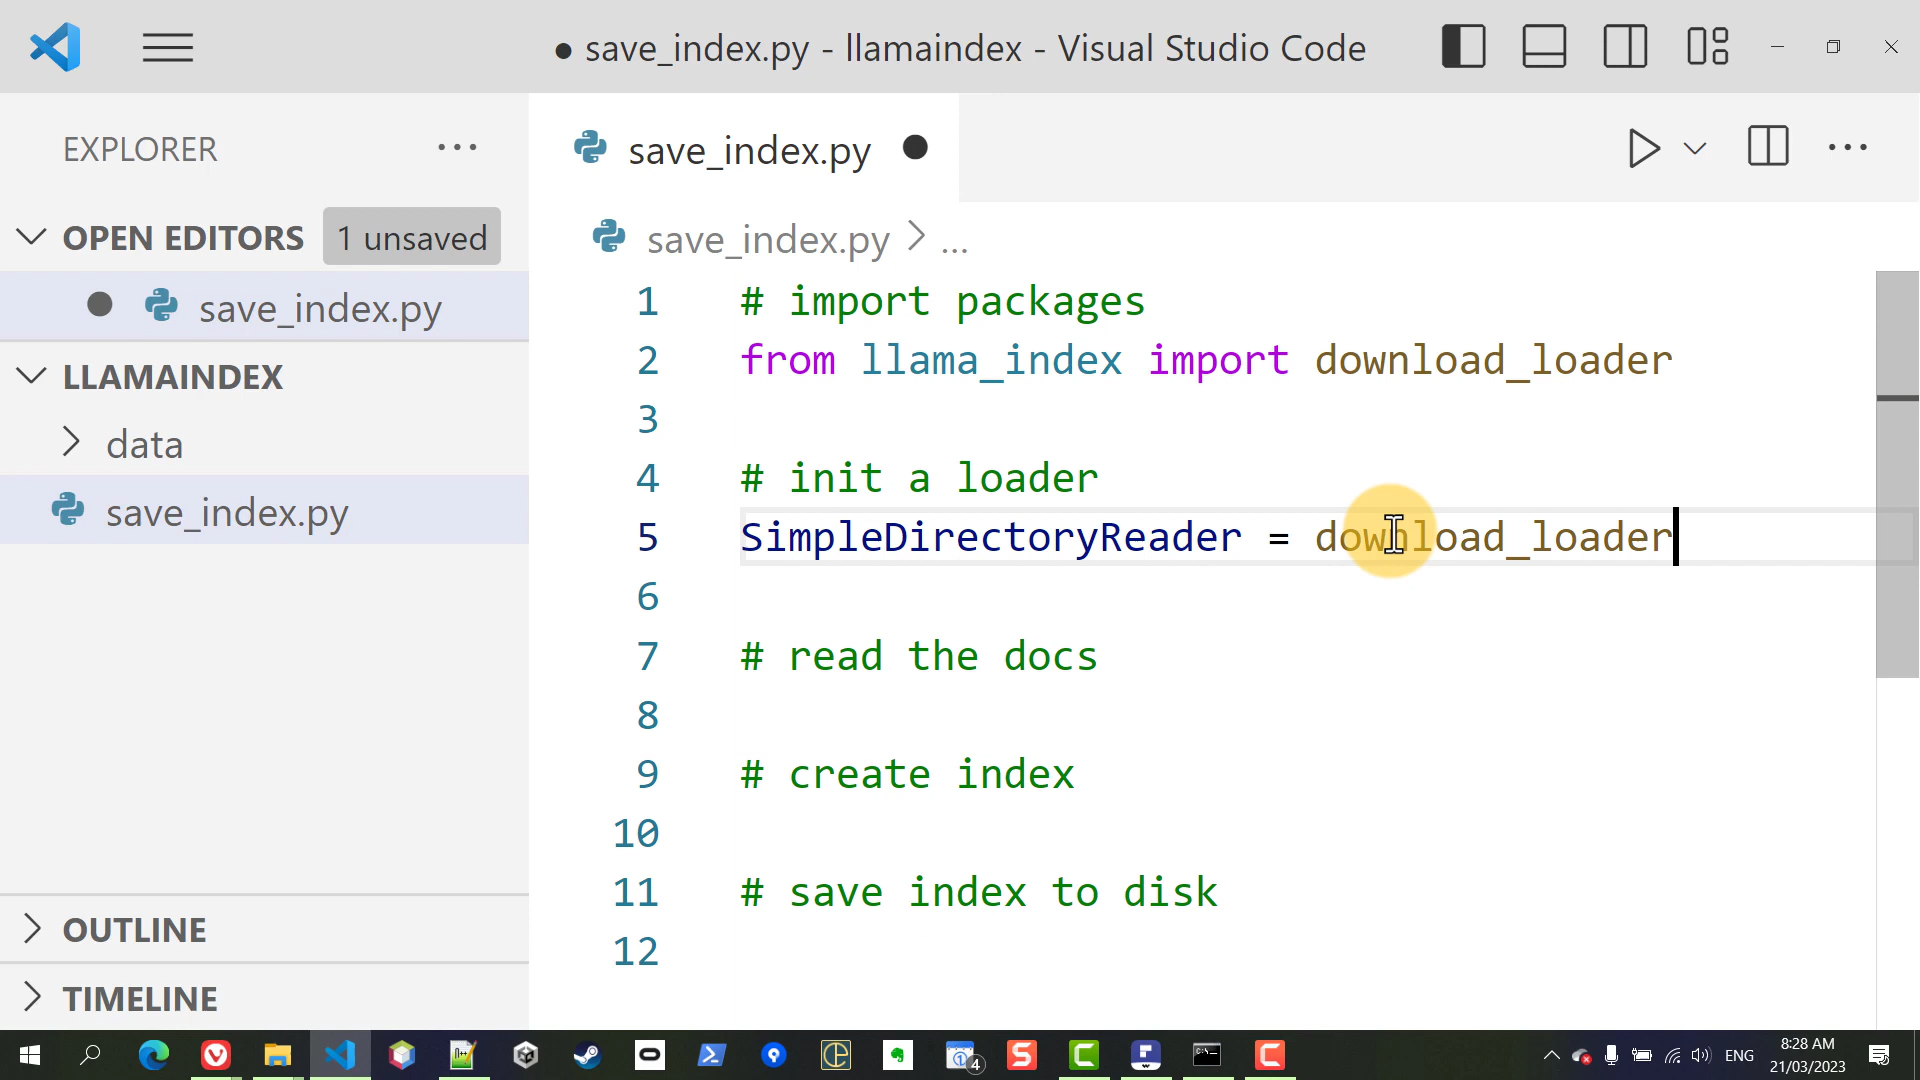 ● save_index.py - llamaindex - Visual Studio Code
EXPLORER
save_index.py
OPEN EDITORS 1 unsaved
save_index.py > ...
save_index.py
LLAMAINDEX
data
save_index.py
OUTLINE
TIMELINE
1 # import packages
2 from llama_index import download_loader
3
4 # init a loader
5 SimpleDirectoryReader = download_loader
6
7 # read the docs
8
9 # create index
10
11 # save index to disk
12
4
ENG
8:28 AM
21/03/2023